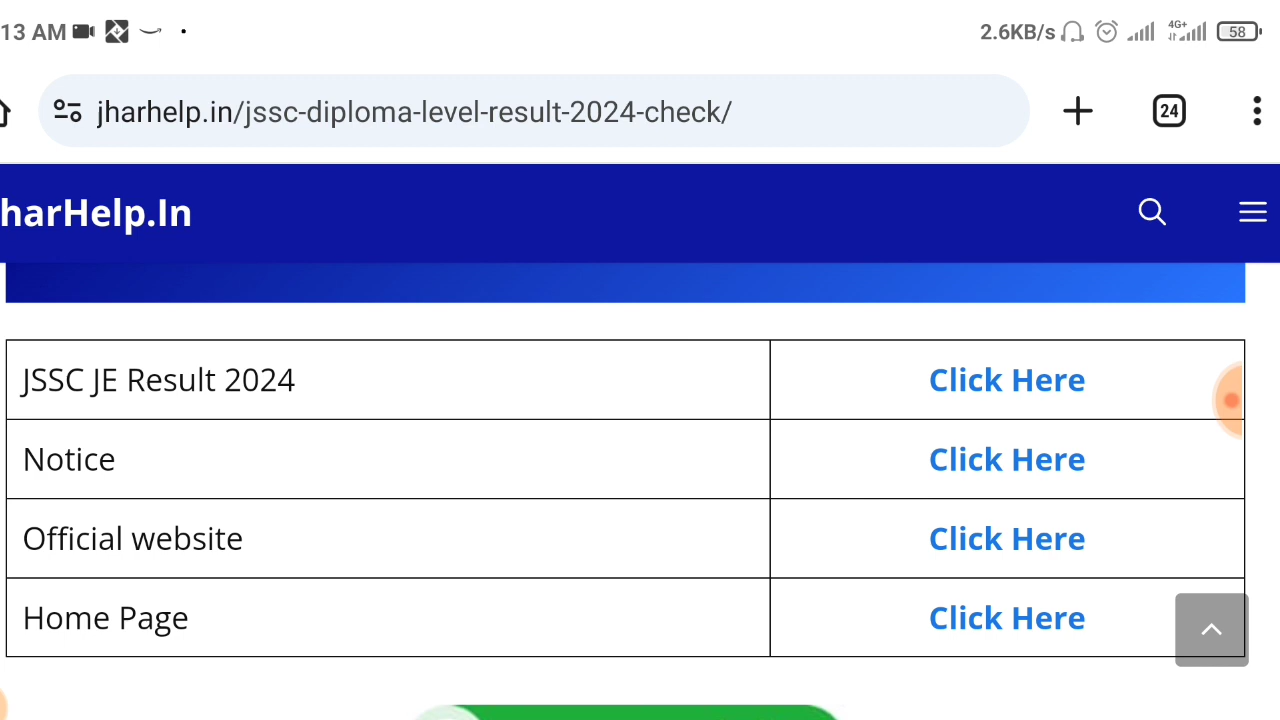 13 AM 2.6KB/s 4G+ 58
jharhelp.in/jssc-diploma-level-result-2024-check/ 24
harHelp.In
JSSC JE Result 2024 Click Here
Notice Click Here
Official website Click Here
Home Page Click Here